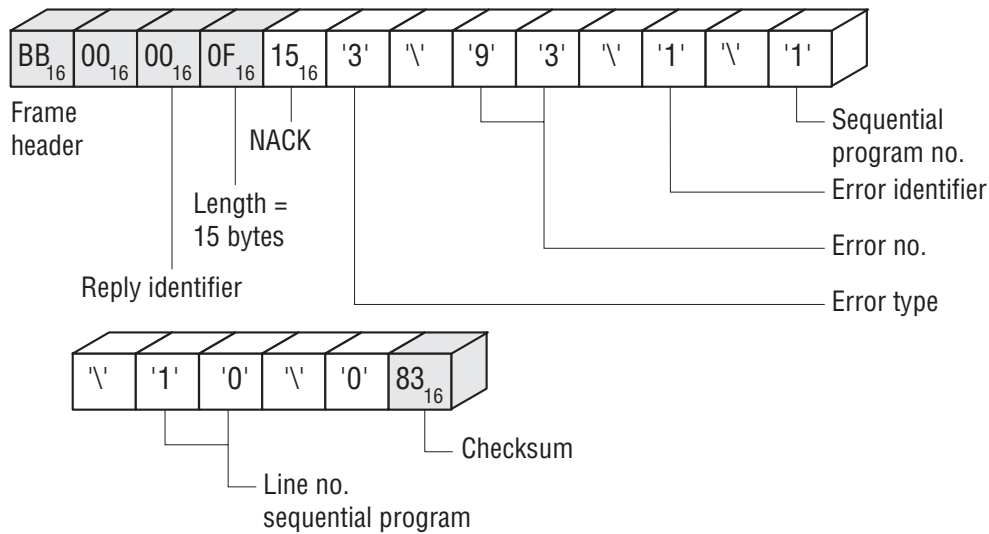 BB16 0016 0016 0F16 1516 '3' '\' '9' '3' '\' '1' '\' '1'
Frame
header
NACK
Sequential
program no.
Length =
15 bytes
Error identifier
Error no.
Reply identifier
Error type
'\' '1' '0' '\' '0' 8316
Checksum
Line no.
sequential program